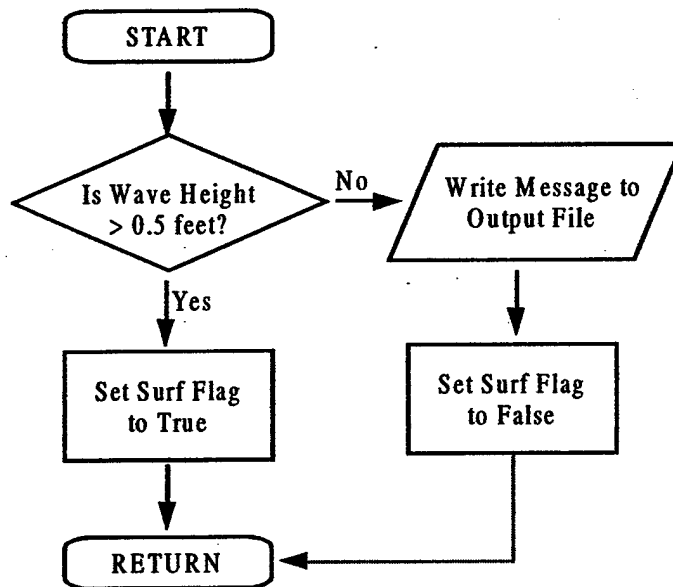 START
Is Wave Height
> 0.5 feet?
No
Write Message to
Output File
Yes
Set Surf Flag
to True
Set Surf Flag
to False
RETURN